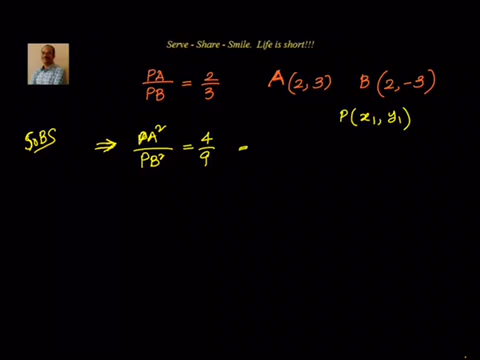 Serve - Share - Smile. Life is short!!!
PA/PB = 2/3 A(2,3) B(2,-3)
P(x₁, y₁)
SOBS ⇒ PA²/PB² = 4/9 =